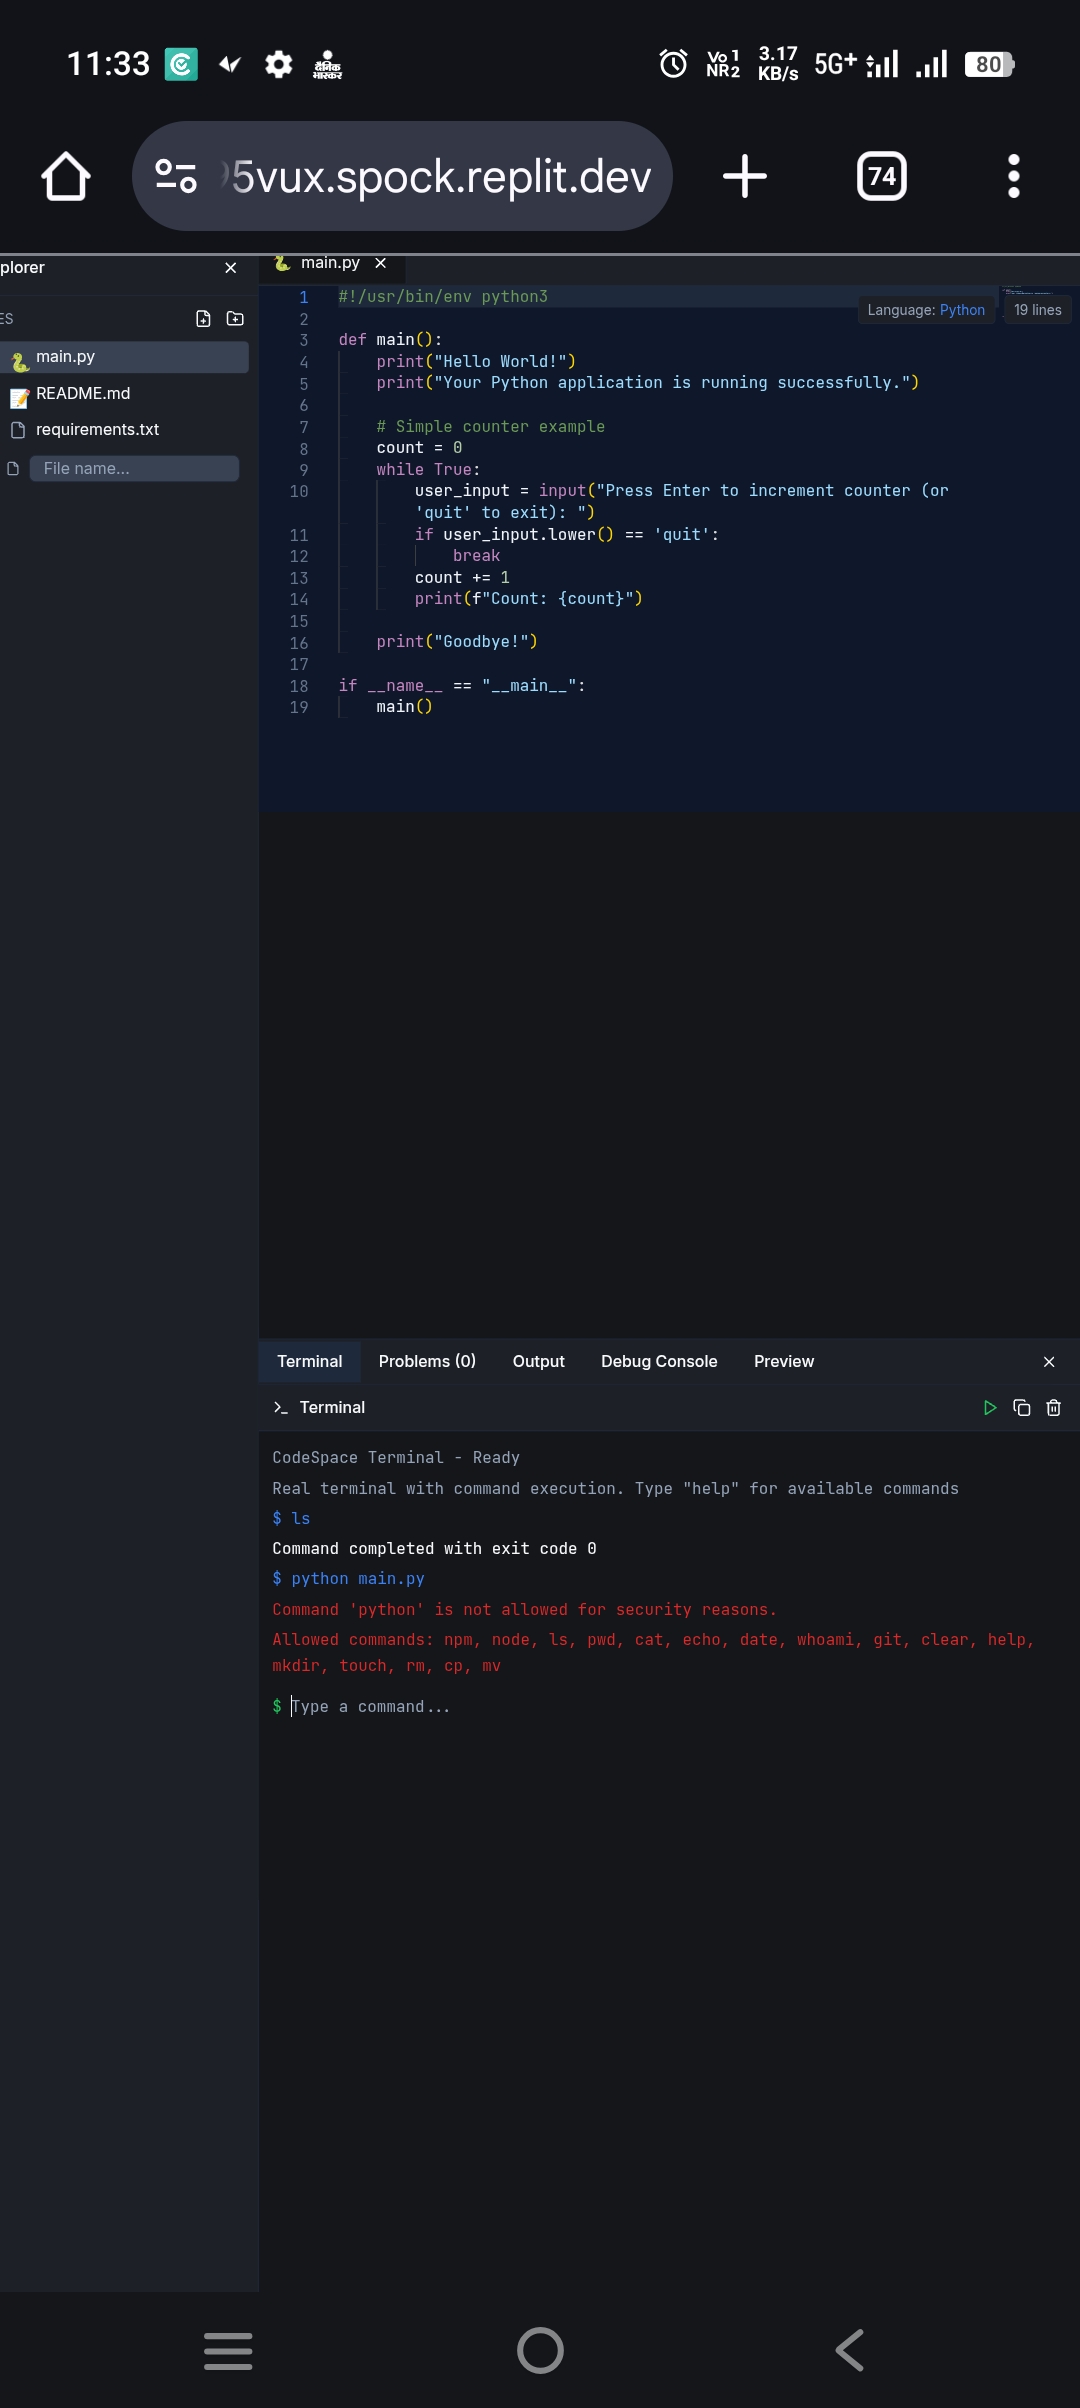 11:33
दैनिक
भास्कर
Vo 1
NR2
3.17
KB/s
5G+
80
5vux.spock.replit.dev
74
plorer
ES
main.py
README.md
requirements.txt
File name...
main.py
Language: Python
19 lines
1 #!/usr/bin/env python3
2
3 def main():
4 print("Hello World!")
5 print("Your Python application is running successfully.")
6
7 # Simple counter example
8 count = 0
9 while True:
10 user_input = input("Press Enter to increment counter (or
'quit' to exit): ")
11 if user_input.lower() == 'quit':
12 break
13 count += 1
14 print(f"Count: {count}")
15
16 print("Goodbye!")
17
18 if __name__ == "__main__":
19 main()
Terminal Problems (0) Output Debug Console Preview
Terminal
CodeSpace Terminal - Ready
Real terminal with command execution. Type "help" for available commands
$ ls
Command completed with exit code 0
$ python main.py
Command 'python' is not allowed for security reasons.
Allowed commands: npm, node, ls, pwd, cat, echo, date, whoami, git, clear, help,
mkdir, touch, rm, cp, mv
$ Type a command...